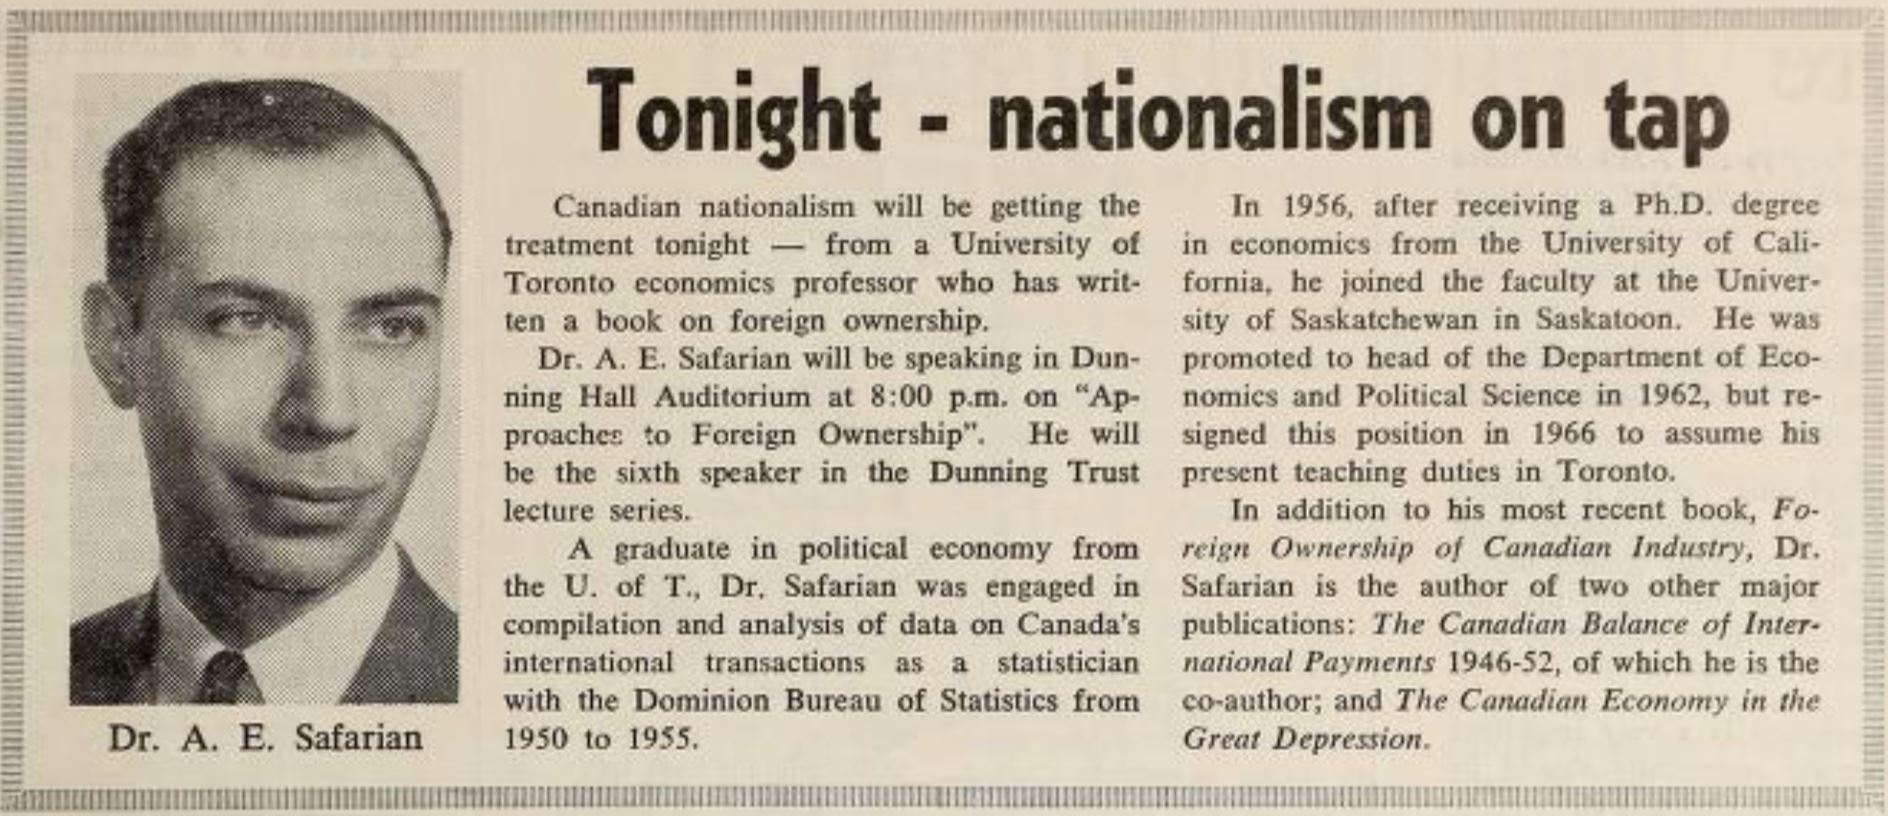 Tonight - nationalism on tap
Canadian nationalism will be getting the
treatment tonight — from a University of
Toronto economics professor who has writ-
ten a book on foreign ownership.
Dr. A. E. Safarian will be speaking in Dun-
ning Hall Auditorium at 8:00 p.m. on "Ap-
proaches to Foreign Ownership". He will
be the sixth speaker in the Dunning Trust
lecture series.
A graduate in political economy from
the U. of T., Dr. Safarian was engaged in
compilation and analysis of data on Canada's
international transactions as a statistician
with the Dominion Bureau of Statistics from
1950 to 1955.
In 1956, after receiving a Ph.D. degree
in economics from the University of Cali-
fornia, he joined the faculty at the Univer-
sity of Saskatchewan in Saskatoon. He was
promoted to head of the Department of Eco-
nomics and Political Science in 1962, but re-
signed this position in 1966 to assume his
present teaching duties in Toronto.
In addition to his most recent book, Fo-
reign Ownership of Canadian Industry, Dr.
Safarian is the author of two other major
publications: The Canadian Balance of Inter-
national Payments 1946-52, of which he is the
co-author; and The Canadian Economy in the
Great Depression.
Dr. A. E. Safarian